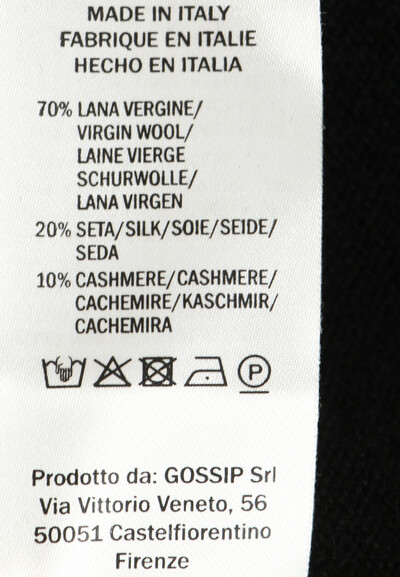 MADE IN ITALY
FABRIQUE EN ITALIE
HECHO EN ITALIA
70% LANA VERGINE/
VIRGIN WOOL/
LAINE VIERGE
SCHURWOLLE/
LANA VIRGEN
20% SETA/SILK/SOIE/SEIDE/
SEDA
10% CASHMERE/CASHMERE/
CACHEMIRE/KASCHMIR/
CACHEMIRA
P
Prodotto da: GOSSIP Srl
Via Vittorio Veneto, 56
50051 Castelfiorentino
Firenze